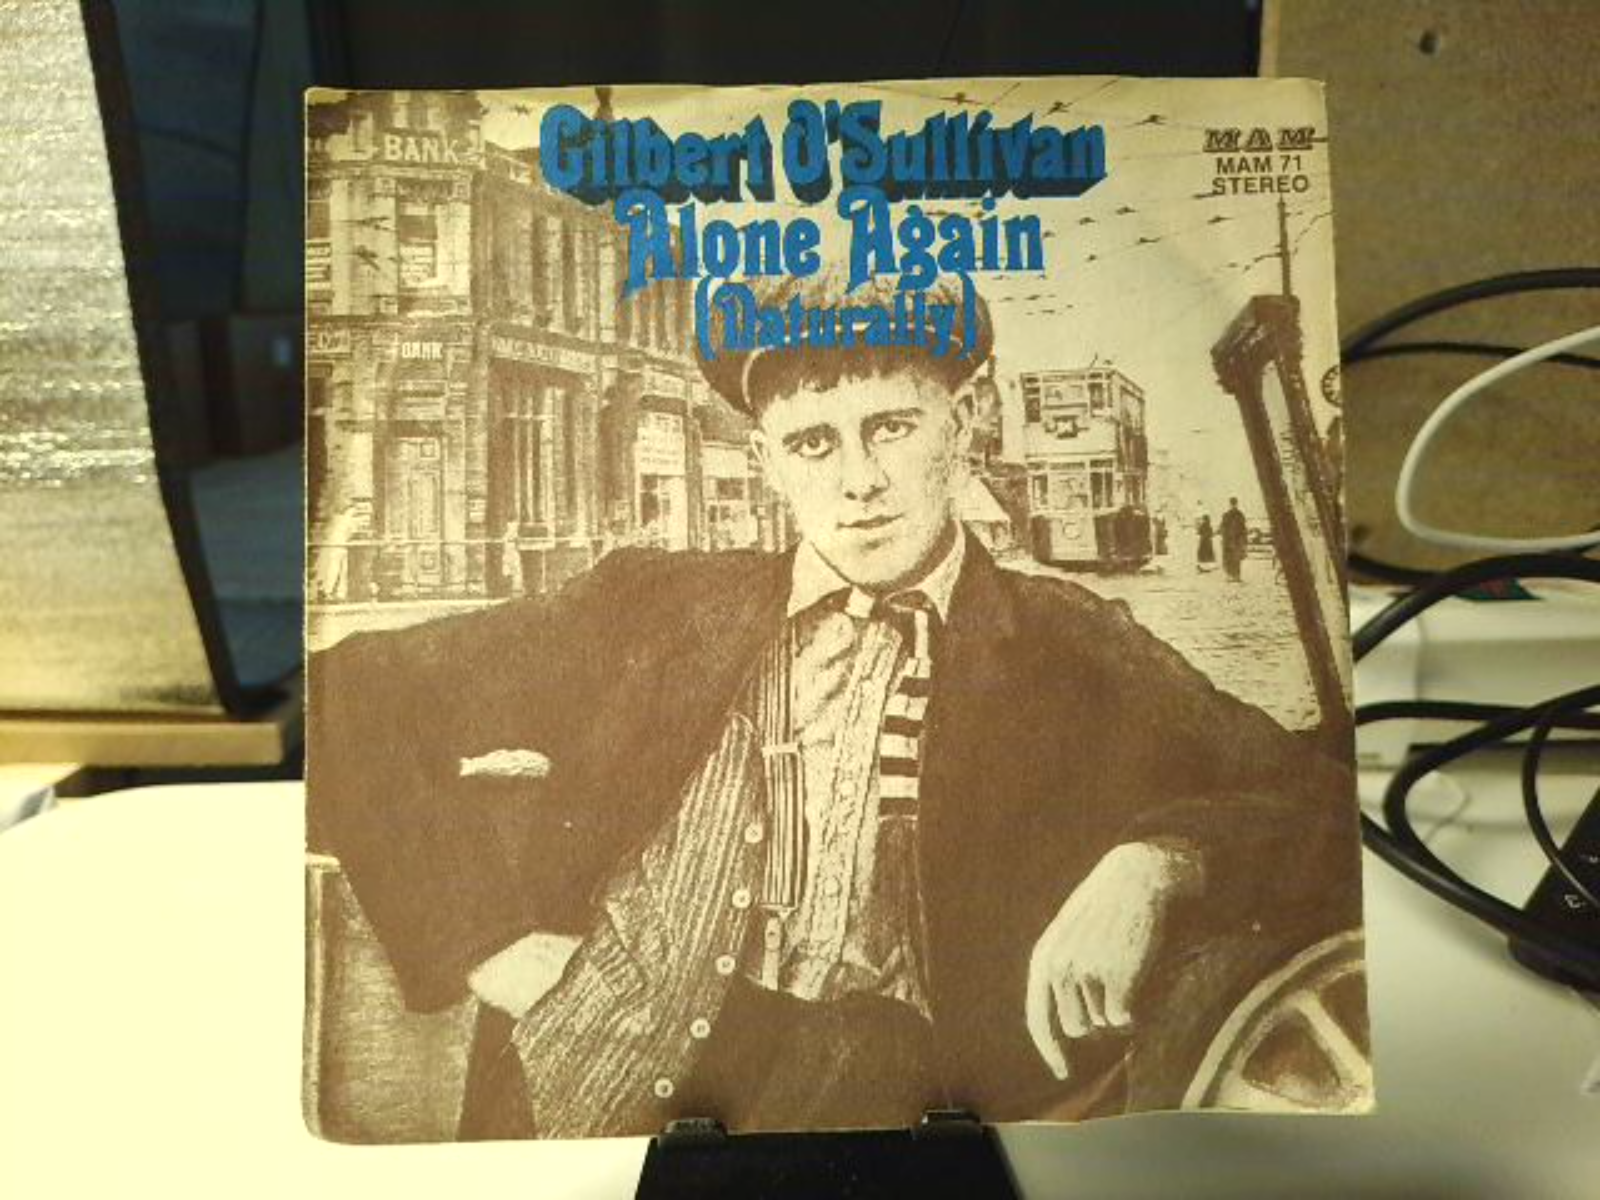 Gilbert O'Sullivan
Alone Again
(Naturally)
MAM
MAM 71
STEREO
BANK
BANK